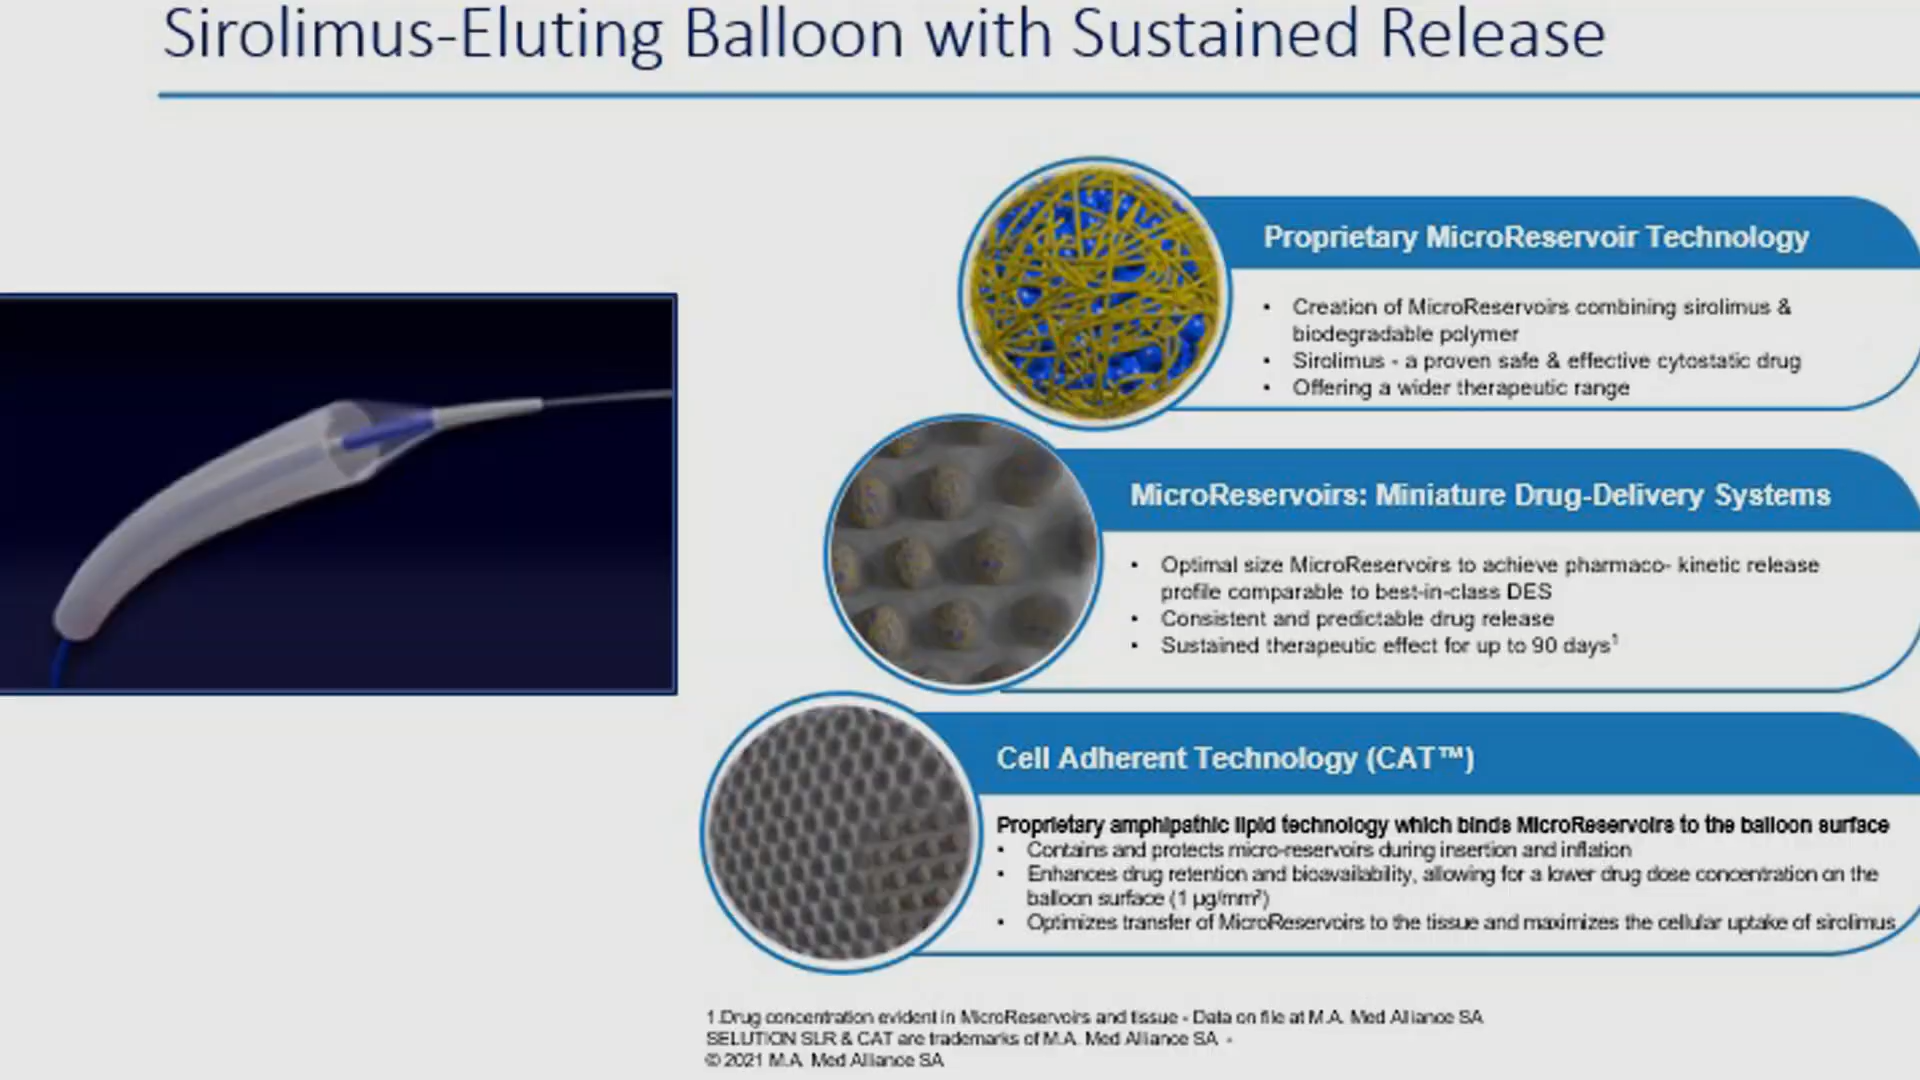 Sirolimus-Eluting Balloon with Sustained Release
Proprietary MicroReservoir Technology
• Creation of MicroReservoirs combining sirolimus &
biodegradable polymer
• Sirolimus - a proven safe & effective cytostatic drug
• Offering a wider therapeutic range
MicroReservoirs: Miniature Drug-Delivery Systems
• Optimal size MicroReservoirs to achieve pharmaco- kinetic release
profile comparable to best-in-class DES
• Consistent and predictable drug release
• Sustained therapeutic effect for up to 90 days¹
Cell Adherent Technology (CAT™)
Proprietary amphipathic lipid technology which binds MicroReservoirs to the balloon surface
• Contains and protects micro-reservoirs during insertion and inflation
• Enhances drug retention and bioavailability, allowing for a lower drug dose concentration on the
balloon surface (1 µg/mm²)
• Optimizes transfer of MicroReservoirs to the tissue and maximizes the cellular uptake of sirolimus
1.Drug concentration evident in MicroReservoirs and tissue - Data on file at M.A. Med Alliance SA
SELUTION SLR & CAT are trademarks of M.A. Med Alliance SA -
© 2021 M.A. Med Alliance SA